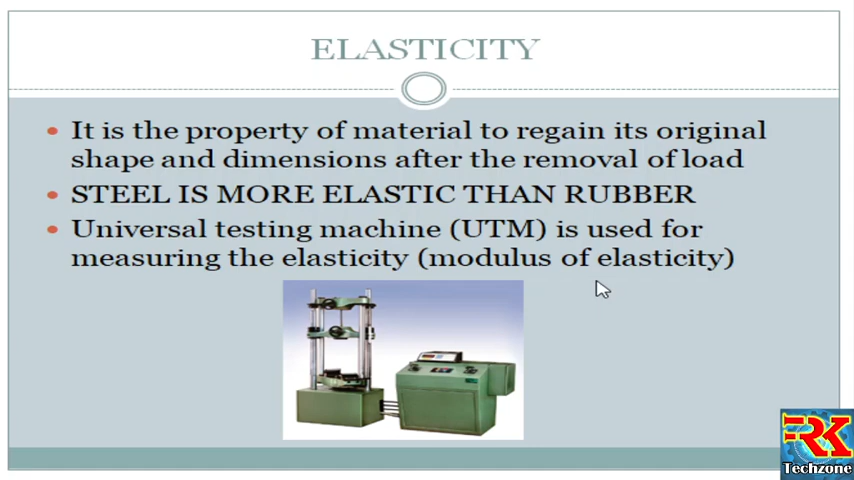 ELASTICITY
• It is the property of material to regain its original
shape and dimensions after the removal of load
• STEEL IS MORE ELASTIC THAN RUBBER
• Universal testing machine (UTM) is used for
measuring the elasticity (modulus of elasticity)
RK
Techzone